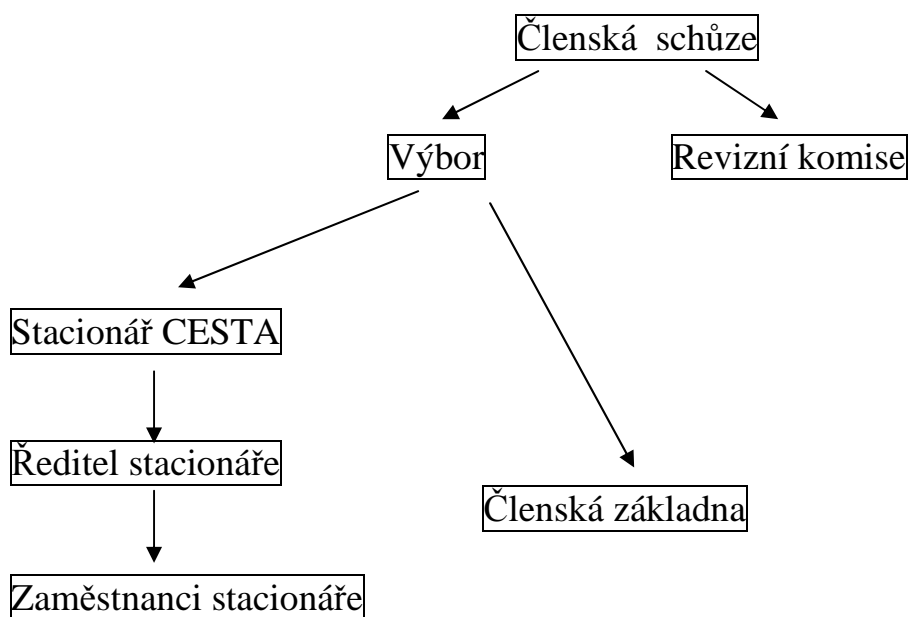 Členská schůze
Výbor
Revizní komise
Stacionář CESTA
Ředitel stacionáře
Členská základna
Zaměstnanci stacionáře